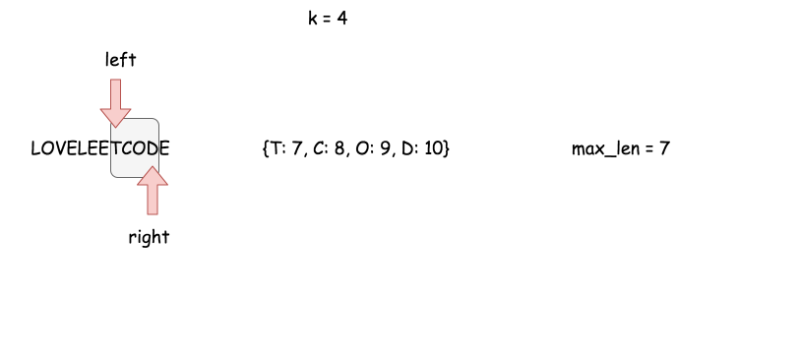 k = 4
left
LOVELEETCODE {T: 7, C: 8, O: 9, D: 10} max_len = 7
right